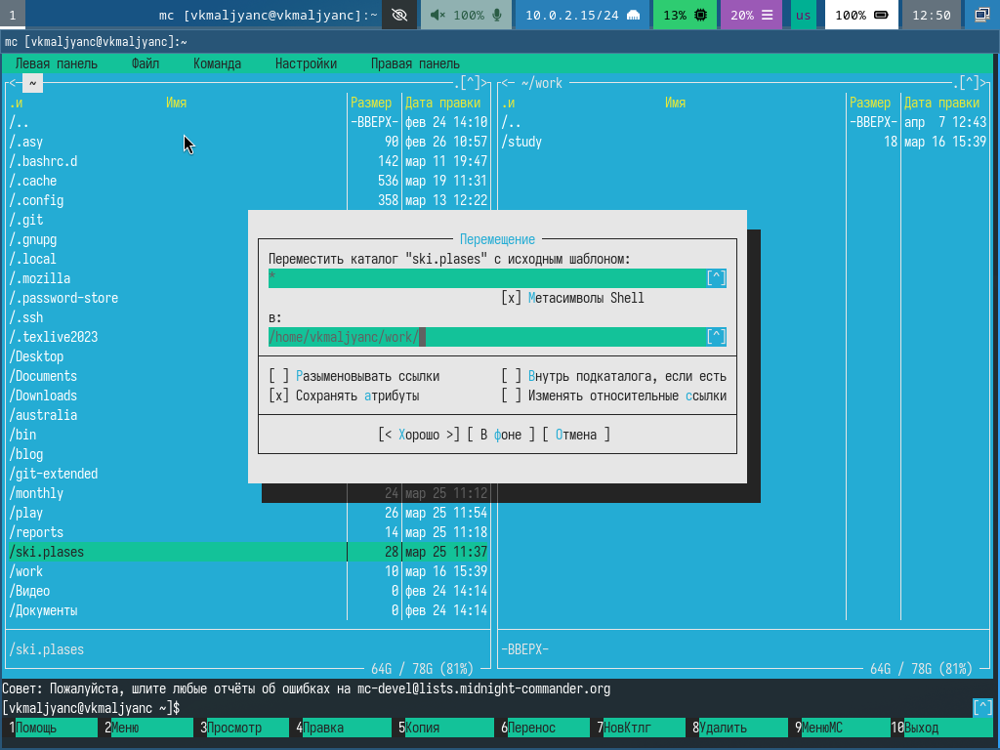 1 mc [vkmaljyanc@vkmaljyanc]:~ 100% 10.0.2.15/24 13% 20% us 100% 12:50
mc [vkmaljyanc@vkmaljyanc]:~
Левая панель Файл Команда Настройки Правая панель
<─ ~ .[^]> <─ ~/work .[^]>
.и Имя Размер Дата правки .и Имя Размер Дата правки
/.. -ВВЕРХ- фев 24 14:10 /.. -ВВЕРХ- апр 7 12:43
/.asy 90 фев 26 10:57 /study 18 мар 16 15:39
/.bashrc.d 142 мар 11 19:47
/.cache 536 мар 19 11:31
/.config 358 мар 13 12:22
/.git
/.gnupg
/.local
/.mozilla
/.password-store
/.ssh
/.texlive2023
/Desktop
/Documents
/Downloads
/australia
/bin
/blog
/git-extended
/monthly 24 мар 25 11:12
/play 26 мар 25 11:54
/reports 14 мар 25 11:18
/ski.plases 28 мар 25 11:37
/work 10 мар 16 15:39
/Видео 0 фев 24 14:14
/Документы 0 фев 24 14:14
Перемещение
Переместить каталог "ski.plases" с исходным шаблоном:
* [^]
[x] Метасимволы Shell
в:
/home/vkmaljyanc/work/ [^]
[ ] Разыменовывать ссылки [ ] Внутрь подкаталога, если есть
[x] Сохранять атрибуты [ ] Изменять относительные ссылки
[< Хорошо >] [ В фоне ] [ Отмена ]
/ski.plases -ВВЕРХ-
64G / 78G (81%) 64G / 78G (81%)
Совет: Пожалуйста, шлите любые отчёты об ошибках на mc-devel@lists.midnight-commander.org
[vkmaljyanc@vkmaljyanc ~]$ [^]
1Помощь 2Меню 3Просмотр 4Правка 5Копия 6Перенос 7НовКтлг 8Удалить 9МенюМС 10Выход